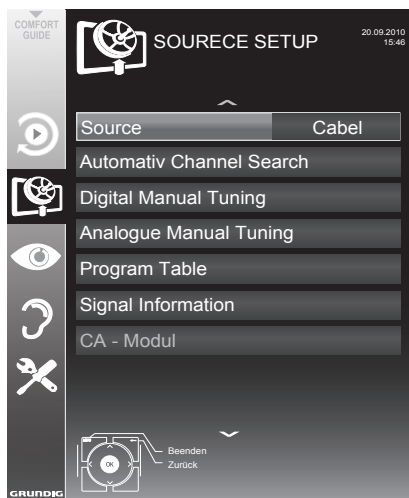 COMFORT
GUIDE
SOURECE SETUP
20.09.2010
15:46
Source Cabel
Automativ Channel Search
Digital Manual Tuning
Analogue Manual Tuning
Program Table
Signal Information
CA - Modul
OK
Beenden
Zurück
GRUNDIG